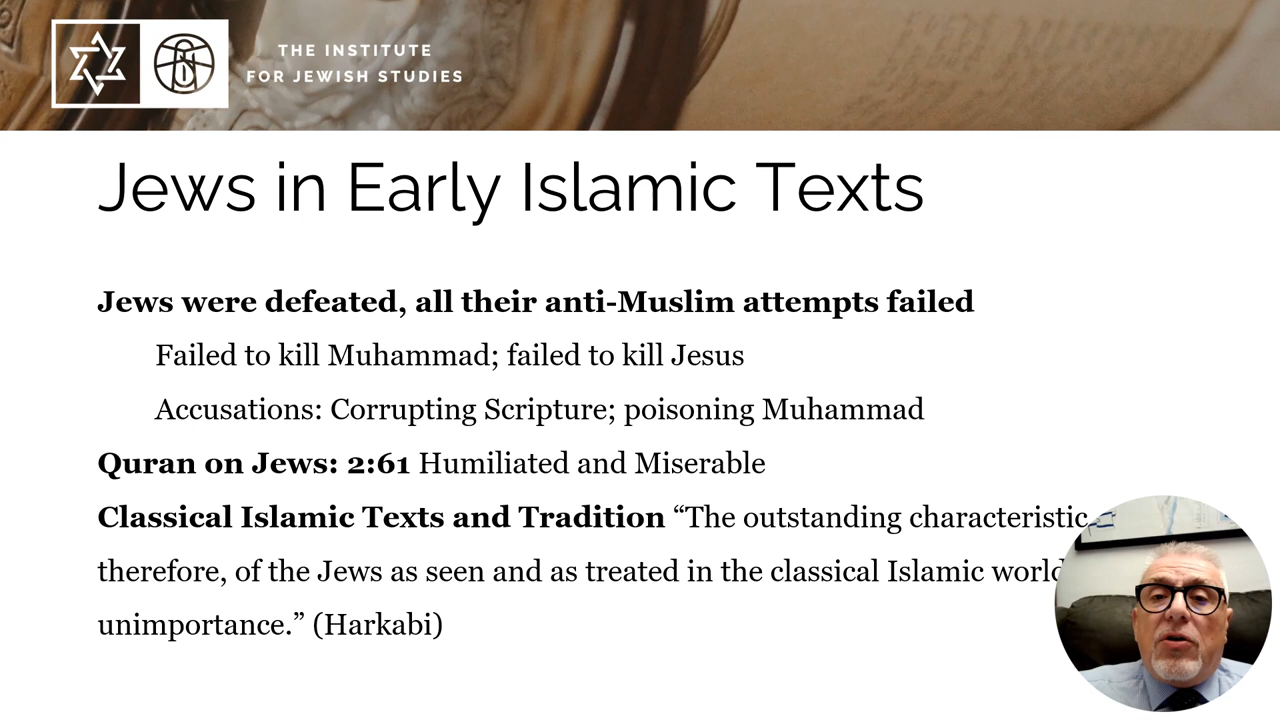 THE INSTITUTE
FOR JEWISH STUDIES
Jews in Early Islamic Texts
Jews were defeated, all their anti-Muslim attempts failed
Failed to kill Muhammad; failed to kill Jesus
Accusations: Corrupting Scripture; poisoning Muhammad
Quran on Jews: 2:61 Humiliated and Miserable
Classical Islamic Texts and Tradition “The outstanding characteristic
therefore, of the Jews as seen and as treated in the classical Islamic world
unimportance.” (Harkabi)